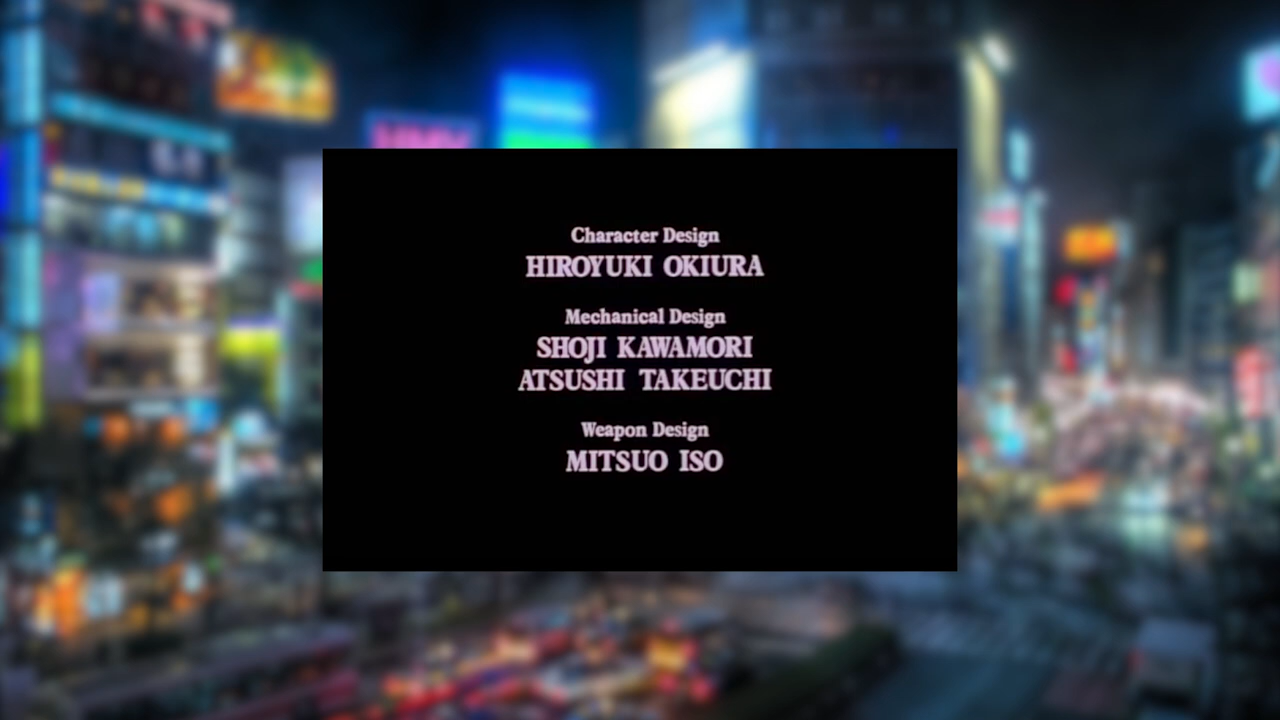 Character Design
HIROYUKI OKIURA
Mechanical Design
SHOJI KAWAMORI
ATSUSHI TAKEUCHI
Weapon Design
MITSUO ISO